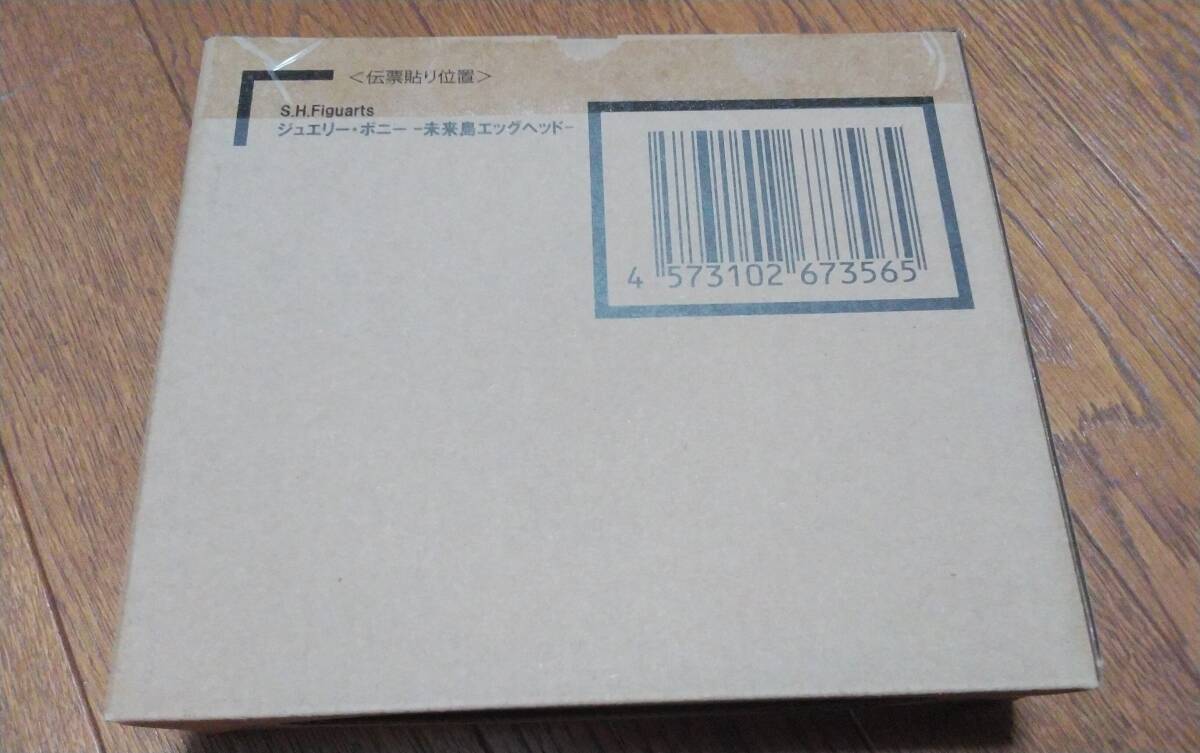 ＜伝票貼り位置＞
S.H.Figuarts
ジュエリー・ボニー -未来島エッグヘッド-
4 573102 673565